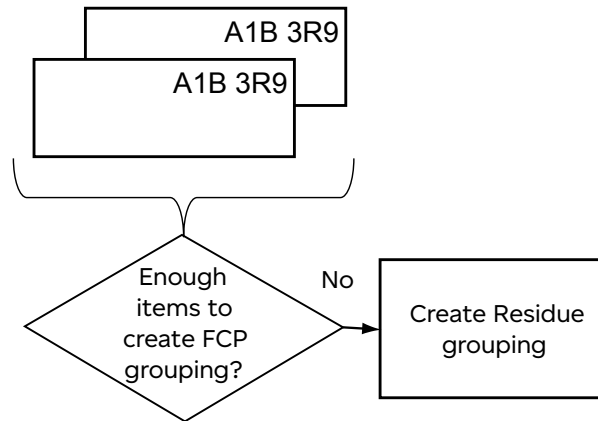 A1B 3R9
A1B 3R9
Enough
items to
create FCP
grouping?
No
Create Residue
grouping